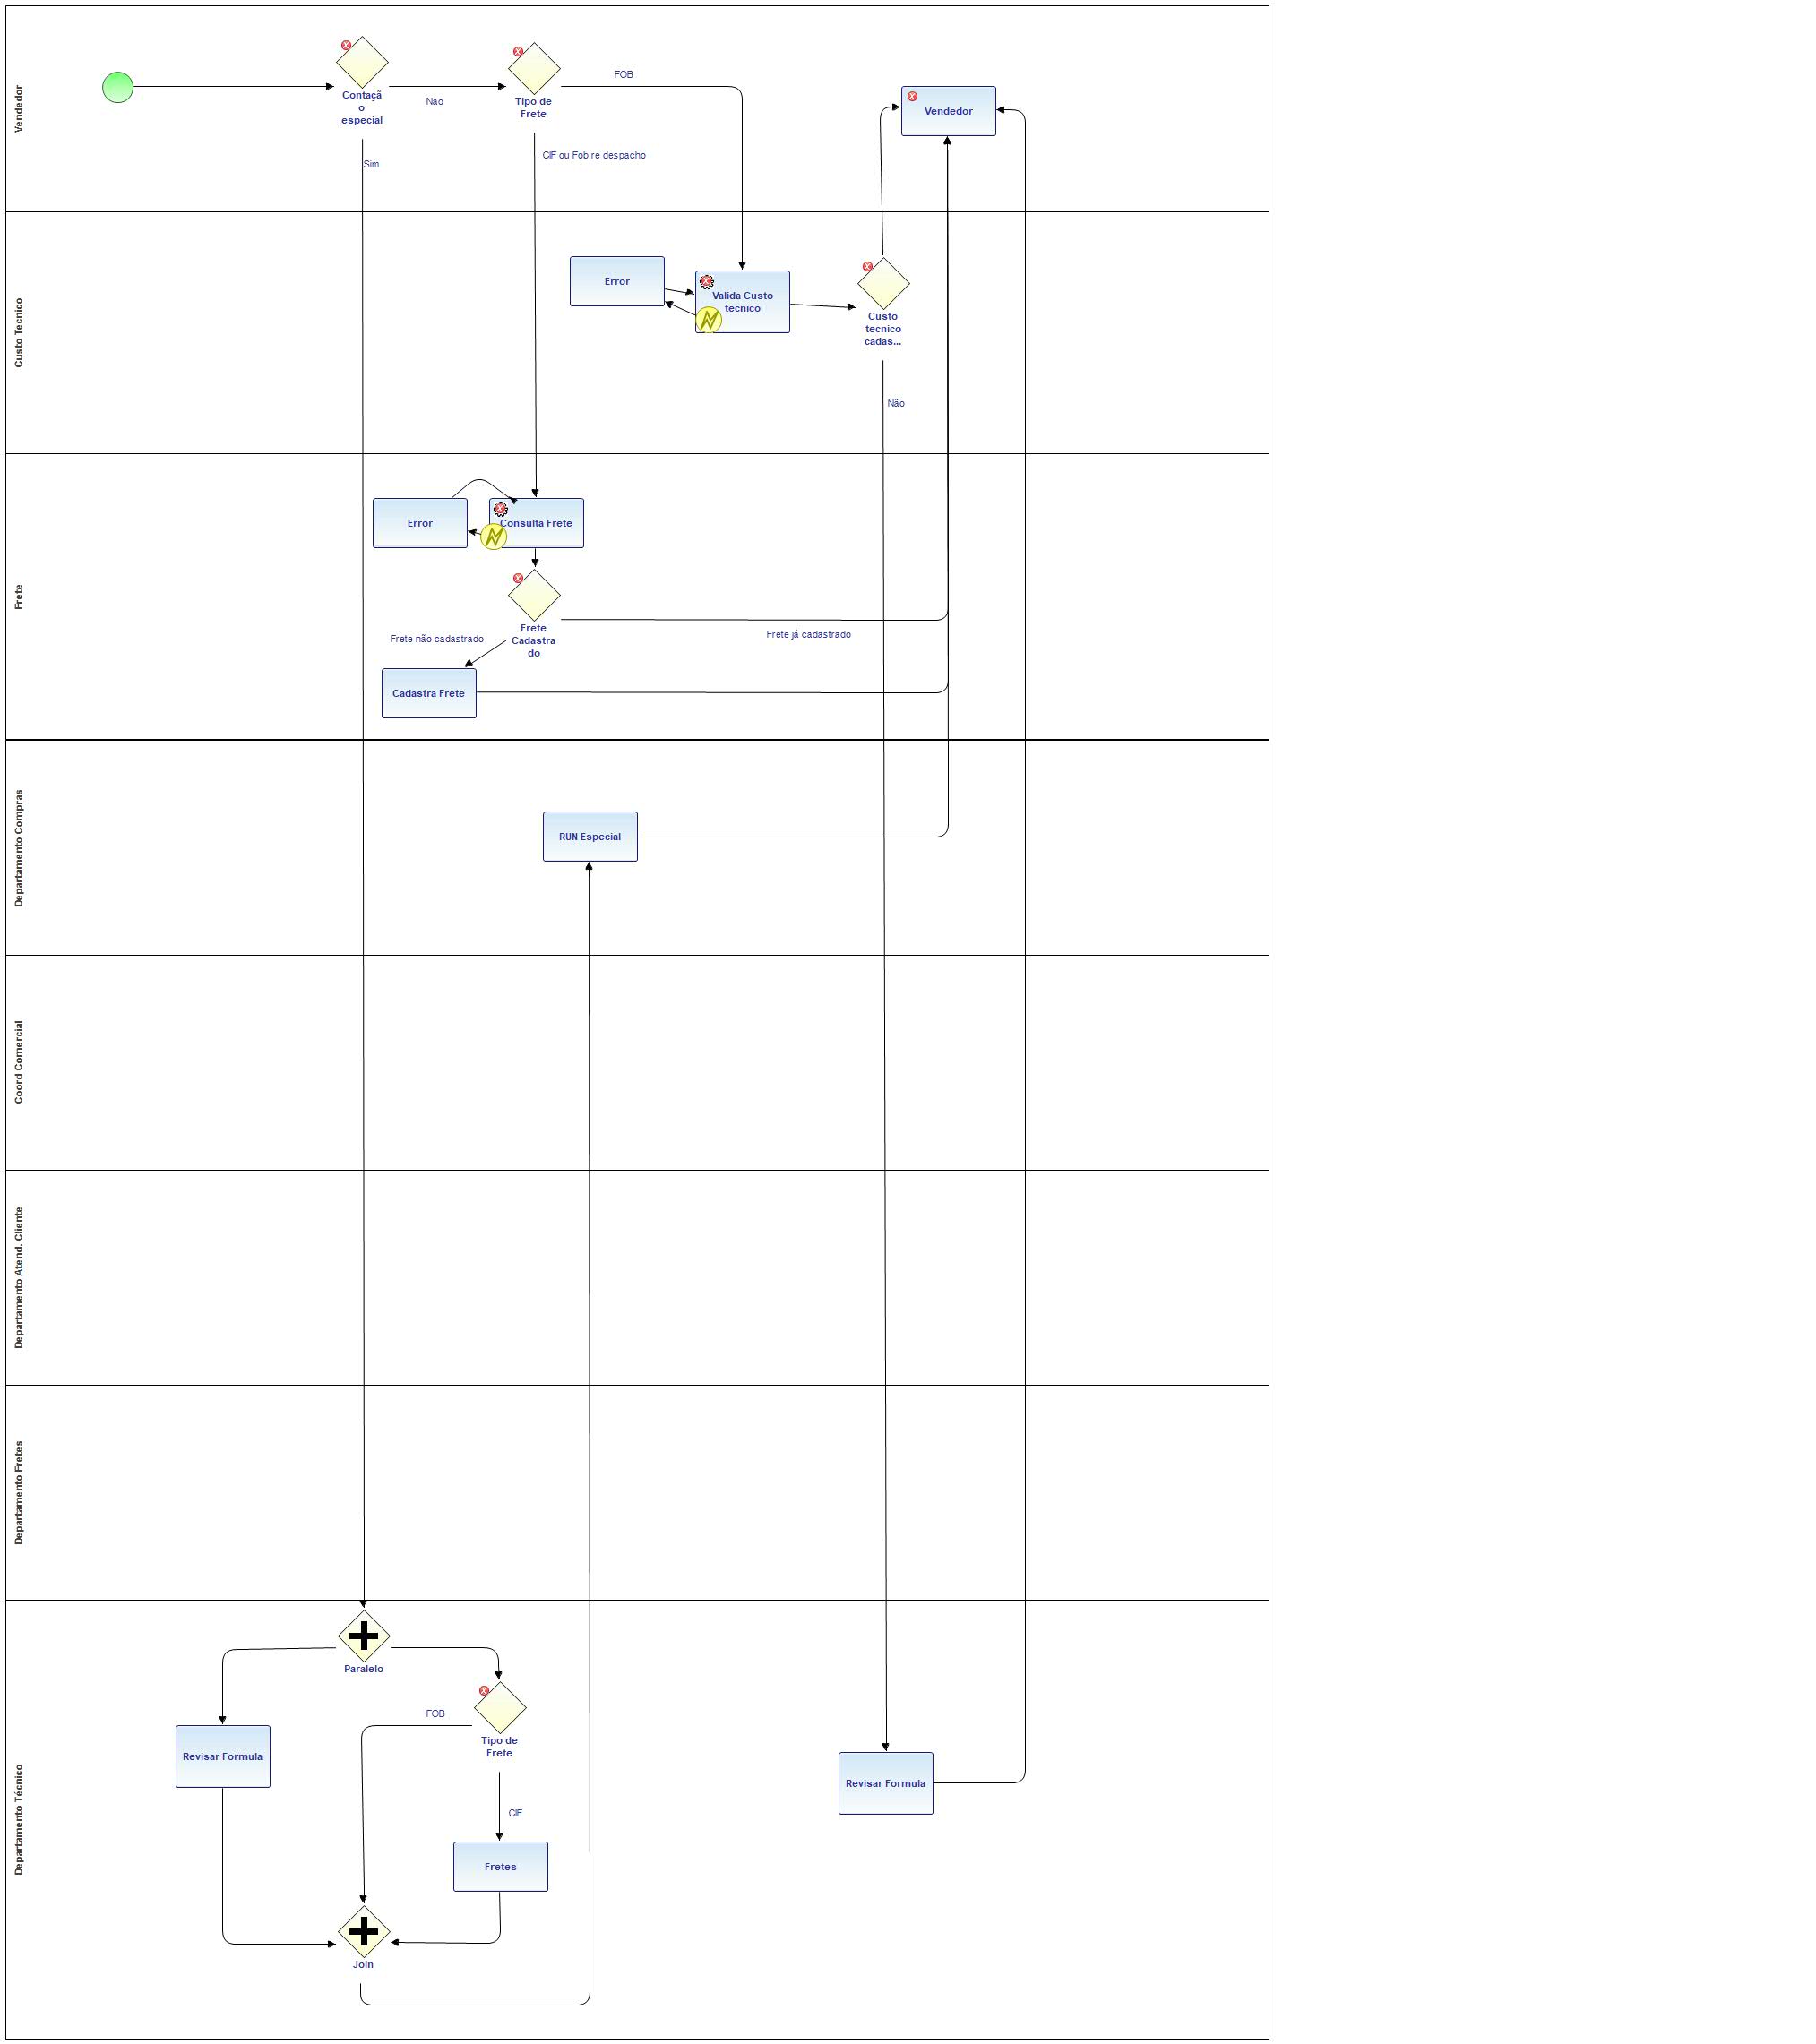 Vendedor
Contaçã
o
especial
Nao
Sim
Tipo de
Frete
FOB
CIF ou Fob re despacho
Vendedor
Custo Tecnico
Error
Valida Custo
tecnico
Custo
tecnico
cadas...
Não
Frete
Error
Consulta Frete
Frete
Cadastra
do
Frete não cadastrado
Frete já cadastrado
Cadastra Frete
Departamento Compras
RUN Especial
Coord Comercial
Departamento Atend. Cliente
Departamento Fretes
Departamento Técnico
Paralelo
FOB
Tipo de
Frete
Revisar Formula
Revisar Formula
CIF
Fretes
Join